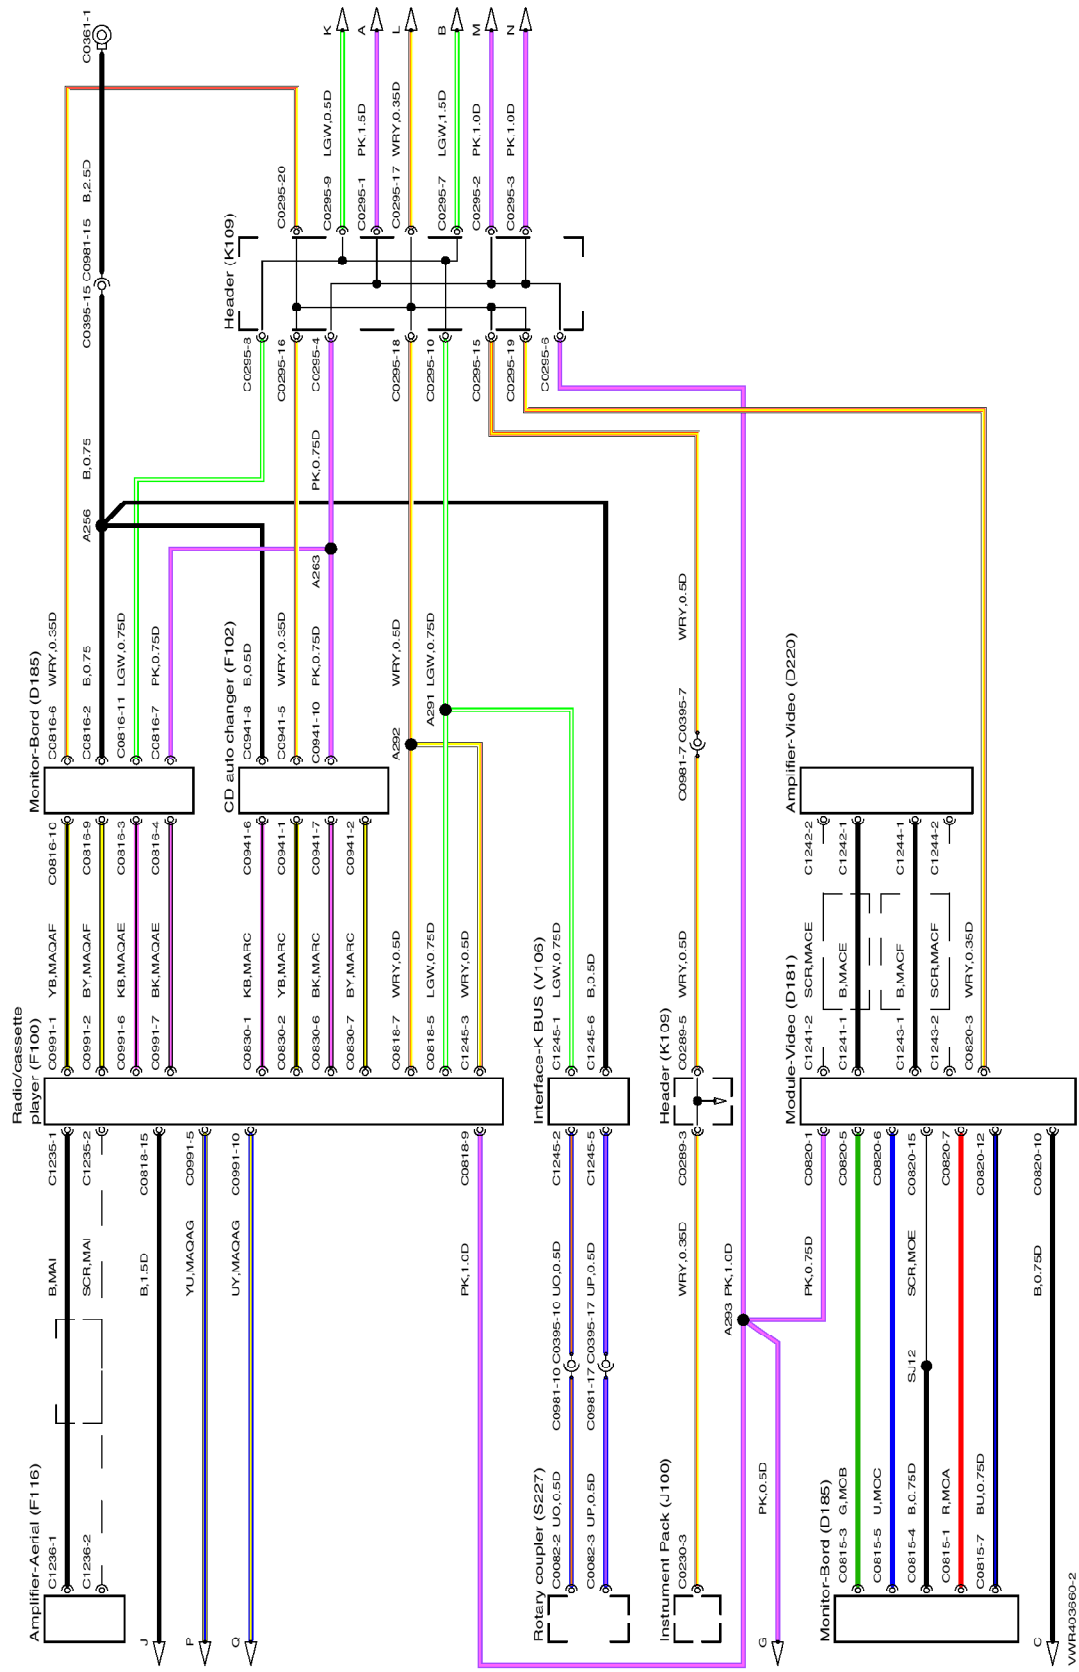 C0361-1
B,2.5D
C0395-15 C0981-15
B,0.75
A256
K
A
L
B
M
N
LGW,0.5D
PK,1.5D
WRY,0.35D
LGW,1.5D
PK,1.0D
PK,1.0D
C0295-20
C0295-9
C0295-1
C0295-17
C0295-7
C0295-2
C0295-3
Header (K109)
C0295-8
C0295-16
C0295-4
C0295-18
C0295-10
C0295-15
C0295-19
C0295-6
PK,0.75D
A263
Monitor-Bord (D185)
C0816-6 WRY,0.35D
C0816-2 B,0.75
C0816-11 LGW,0.75D
C0816-7 PK,0.75D
CD auto changer (F102)
C0941-8 B,0.5D
C0941-5 WRY,0.35D
C0941-10 PK,0.75D
A292
WRY,0.5D
A291 LGW,0.75D
C0981-7 C0395-7
WRY,0.5D
Amplifier-Video (D220)
C0816-10
C0816-9
C0816-3
C0816-4
C0941-6
C0941-1
C0941-7
C0941-2
C1242-2
C1242-1
C1244-1
C1244-2
Radio/cassette
player (F100)
C0991-1 YB,MAQAF
C0991-2 BY,MAQAF
C0991-6 KB,MAQAE
C0991-7 BK,MAQAE
C0830-1 KB,MARC
C0830-2 YB,MARC
C0830-6 BK,MARC
C0830-7 BY,MARC
C0818-7 WRY,0.5D
C0818-5 LGW,0.75D
C1245-3 WRY,0.5D
Interface-K BUS (V106)
C1245-1 LGW,0.75D
C1245-6 B,0.5D
Header (K109)
C0289-5 WRY,0.5D
Module-Video (D181)
C1241-2 SCR,MACE
C1241-1 B,MACE
C1243-1 B,MACF
C1243-2 SCR,MACF
C0820-3 WRY,0.35D
C1235-1
C1235-2
C0818-15
C0991-5
C0991-10
C0818-9
C1245-2
C1245-5
C0289-3
C0820-1
C0820-5
C0820-6
C0820-15
C0820-7
C0820-12
C0820-10
B,MAI
SCR,MAI
B,1.5D
YU,MAQAG
UY,MAQAG
PK,1.0D
WRY,0.35D
A293 PK,1.0D
PK,0.75D
SCR,MOE
B,0.75D
C0981-10 C0395-10 UO,0.5D
C0981-17 C0395-17 UP,0.5D
SJ12
Amplifier-Aerial (F116)
C1236-1
C1236-2
J
P
Q
Rotary coupler (S227)
C0082-2 UO,0.5D
C0082-3 UP,0.5D
Instrument Pack (J100)
C0230-3
G
PK,0.5D
Monitor-Bord (D185)
C0815-3 G,MCB
C0815-5 U,MCC
C0815-4 B,0.75D
C0815-1 R,MCA
C0815-7 BU,0.75D
C
VWR403660-2